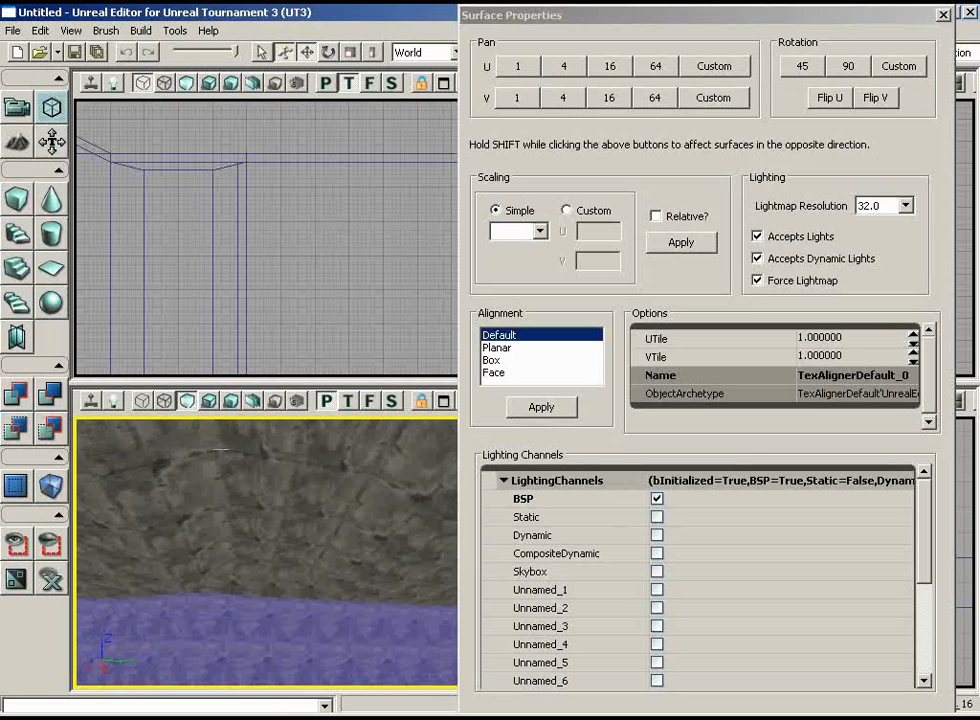 Untitled - Unreal Editor for Unreal Tournament 3 (UT3)
Surface Properties
File Edit View Brush Build Tools Help
World
P T F S
P T F S
Z
Pan
U 1 4 16 64 Custom
V 1 4 16 64 Custom
Rotation
45 90 Custom
Flip U Flip V
Hold SHIFT while clicking the above buttons to affect surfaces in the opposite direction.
Scaling
Simple Custom
U
V
Relative?
Apply
Lighting
Lightmap Resolution 32.0
Accepts Lights
Accepts Dynamic Lights
Force Lightmap
Alignment
Default
Planar
Box
Face
Apply
Options
UTile 1.000000
VTile 1.000000
Name TexAlignerDefault_0
ObjectArchetype TexAlignerDefault'UnrealE
Lighting Channels
LightingChannels (bInitialized=True,BSP=True,Static=False,Dynam
BSP
Static
Dynamic
CompositeDynamic
Skybox
Unnamed_1
Unnamed_2
Unnamed_3
Unnamed_4
Unnamed_5
Unnamed_6
16